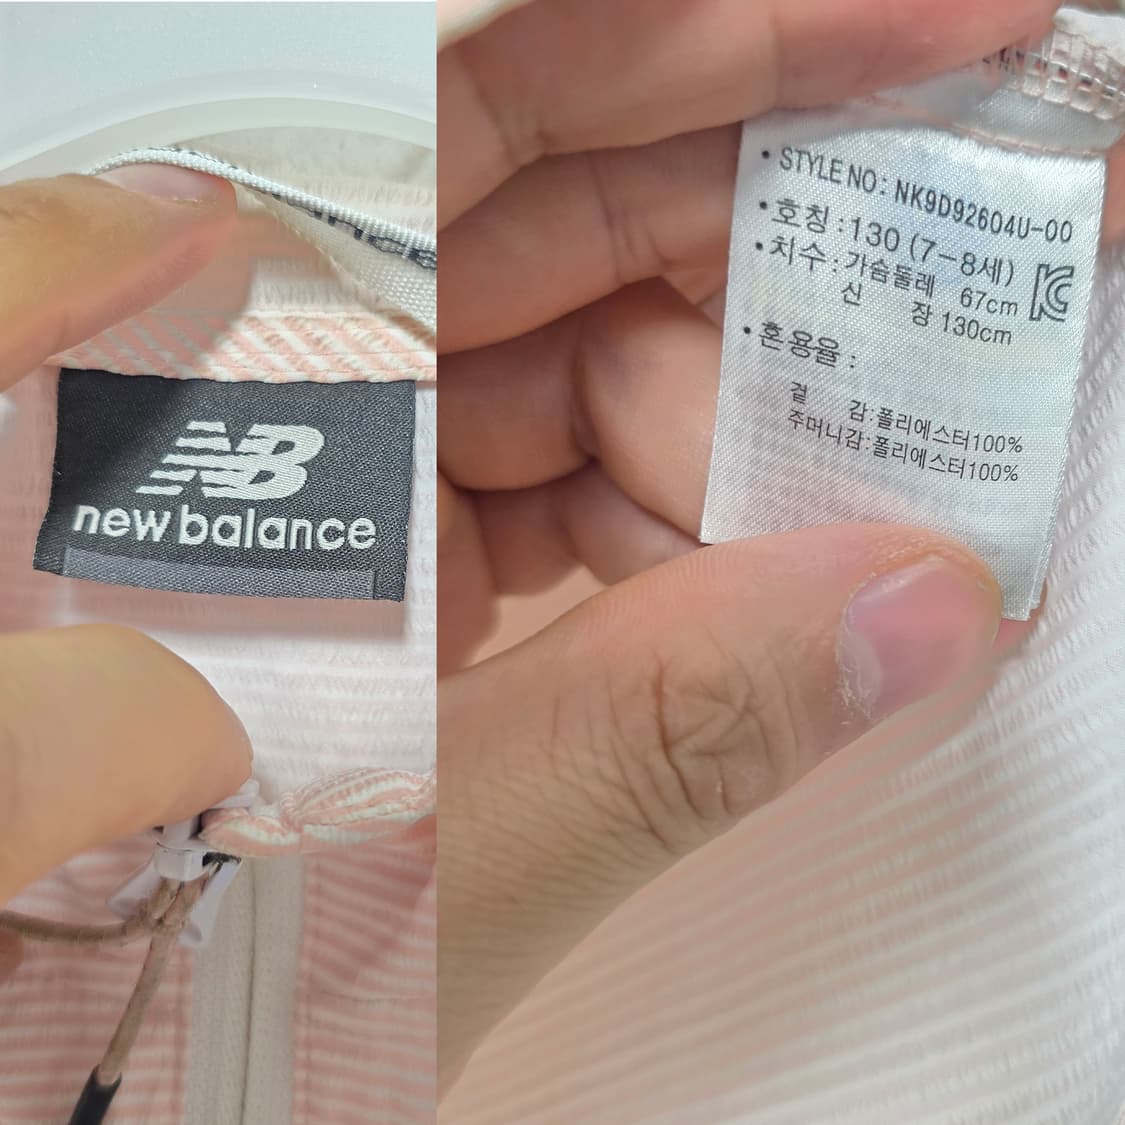 NB
new balance
• STYLE NO: NK9D92604U-00
• 호칭 : 130 (7-8세)
• 치수 : 가슴둘레 67cm
신 장 130cm
• 혼용율 :
겉 감:폴리에스터100%
주머니감:폴리에스터100%